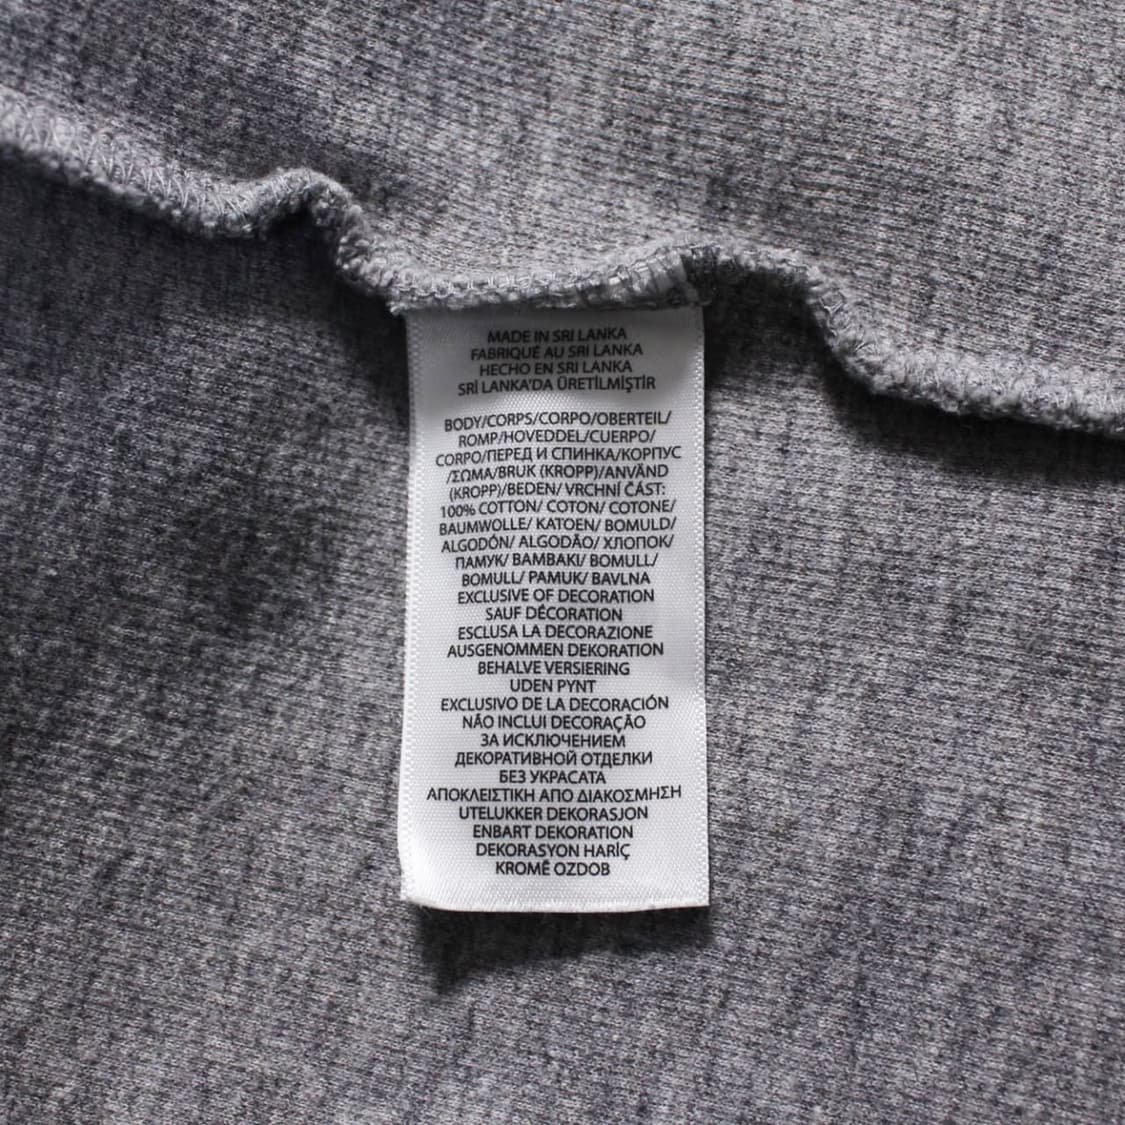 MADE IN SRI LANKA
FABRIQUÉ AU SRI LANKA
HECHO EN SRI LANKA
SRİ LANKA'DA ÜRETİLMİŞTİR
BODY/CORPS/CORPO/OBERTEIL/
ROMP/HOVEDDEL/CUERPO/
CORPO/ПЕРЕД И СПИНКА/КОРПУС
/ΣΩΜΑ/BRUK (KROPP)/ANVÄND
(KROPP)/BEDEN/ VRCHNÍ ČÁST:
100% COTTON/ COTON/ COTONE/
BAUMWOLLE/ KATOEN/ BOMULD/
ALGODÓN/ ALGODÃO/ ХЛОПОК/
ПАМУК/ BAMBAKI/ BOMULL/
BOMULL/ PAMUK/ BAVLNA
EXCLUSIVE OF DECORATION
SAUF DÉCORATION
ESCLUSA LA DECORAZIONE
AUSGENOMMEN DEKORATION
BEHALVE VERSIERING
UDEN PYNT
EXCLUSIVO DE LA DECORACIÓN
NÃO INCLUI DECORAÇÃO
ЗА ИСКЛЮЧЕНИЕМ
ДЕКОРАТИВНОЙ ОТДЕЛКИ
БЕЗ УКРАСАТА
ΑΠΟΚΛΕΙΣΤΙΚΗ ΑΠΟ ΔΙΑΚΟΣΜΗΣΗ
UTELUKKER DEKORASJON
ENBART DEKORATION
DEKORASYON HARİÇ
KROMĚ OZDOB